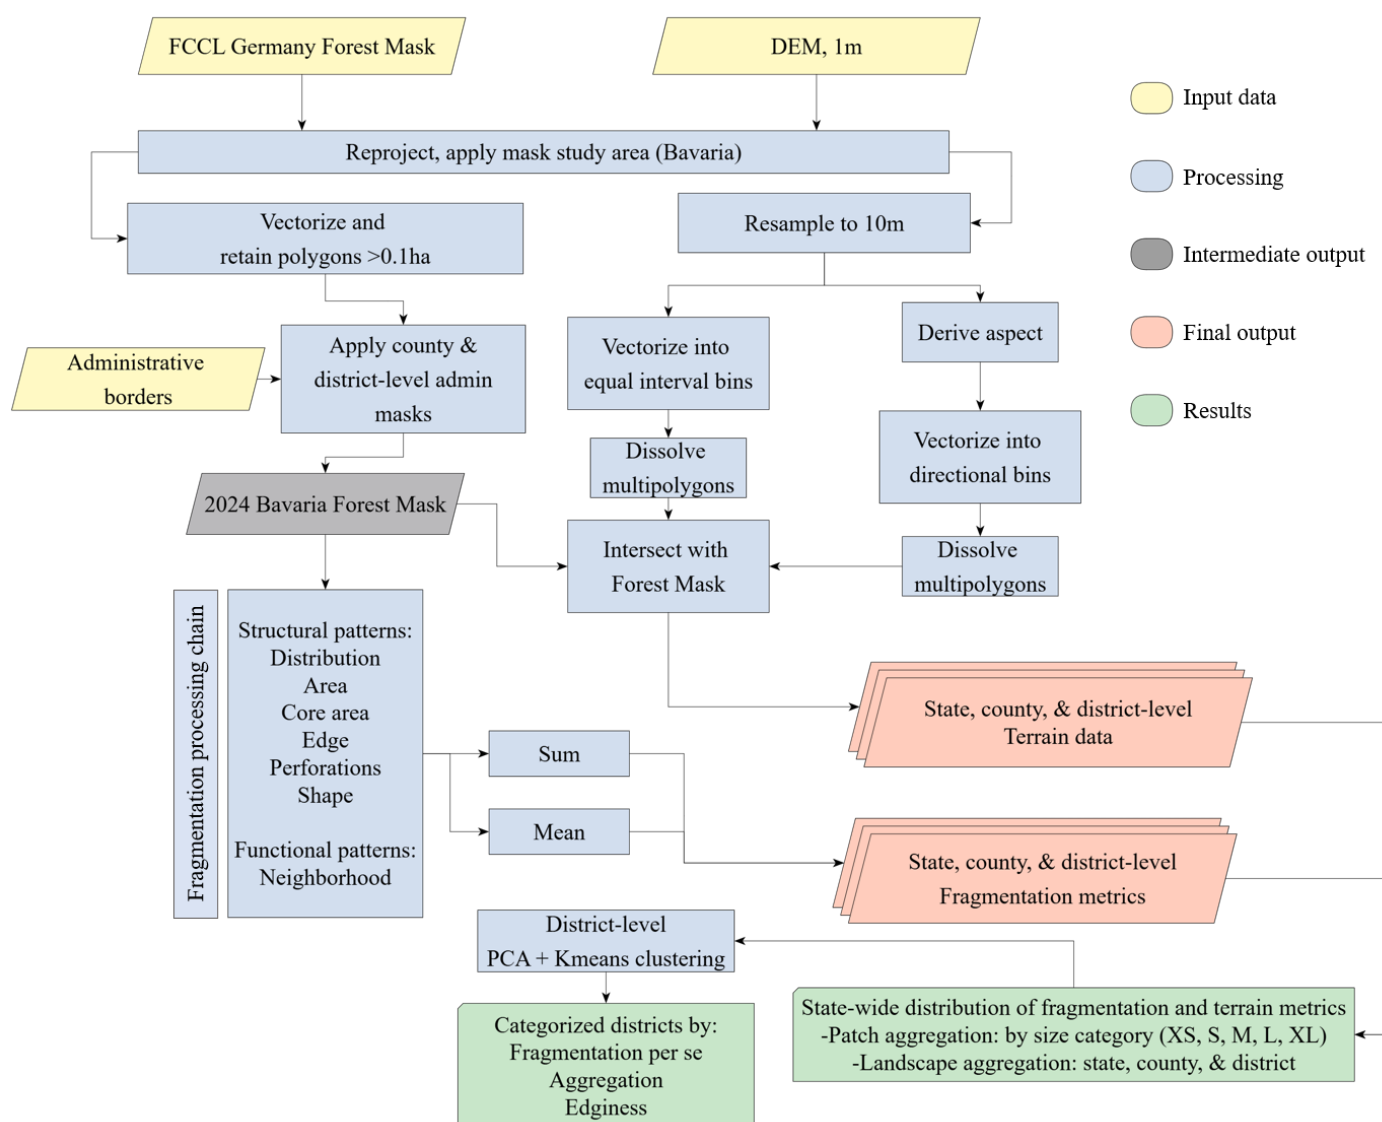 FCCL Germany Forest Mask
DEM, 1m
Input data
Reproject, apply mask study area (Bavaria)
Processing
Vectorize and
retain polygons >0.1ha
Resample to 10m
Intermediate output
Administrative
borders
Apply county &
district-level admin
masks
Vectorize into
equal interval bins
Derive aspect
Final output
Results
Dissolve
multipolygons
Vectorize into
directional bins
2024 Bavaria Forest Mask
Intersect with
Forest Mask
Dissolve
multipolygons
Fragmentation processing chain
Structural patterns:
Distribution
Area
Core area
Edge
Perforations
Shape
Functional patterns:
Neighborhood
Sum
Mean
State, county, & district-level
Terrain data
State, county, & district-level
Fragmentation metrics
District-level
PCA + Kmeans clustering
State-wide distribution of fragmentation and terrain metrics
-Patch aggregation: by size category (XS, S, M, L, XL)
-Landscape aggregation: state, county, & district
Categorized districts by:
Fragmentation per se
Aggregation
Edginess